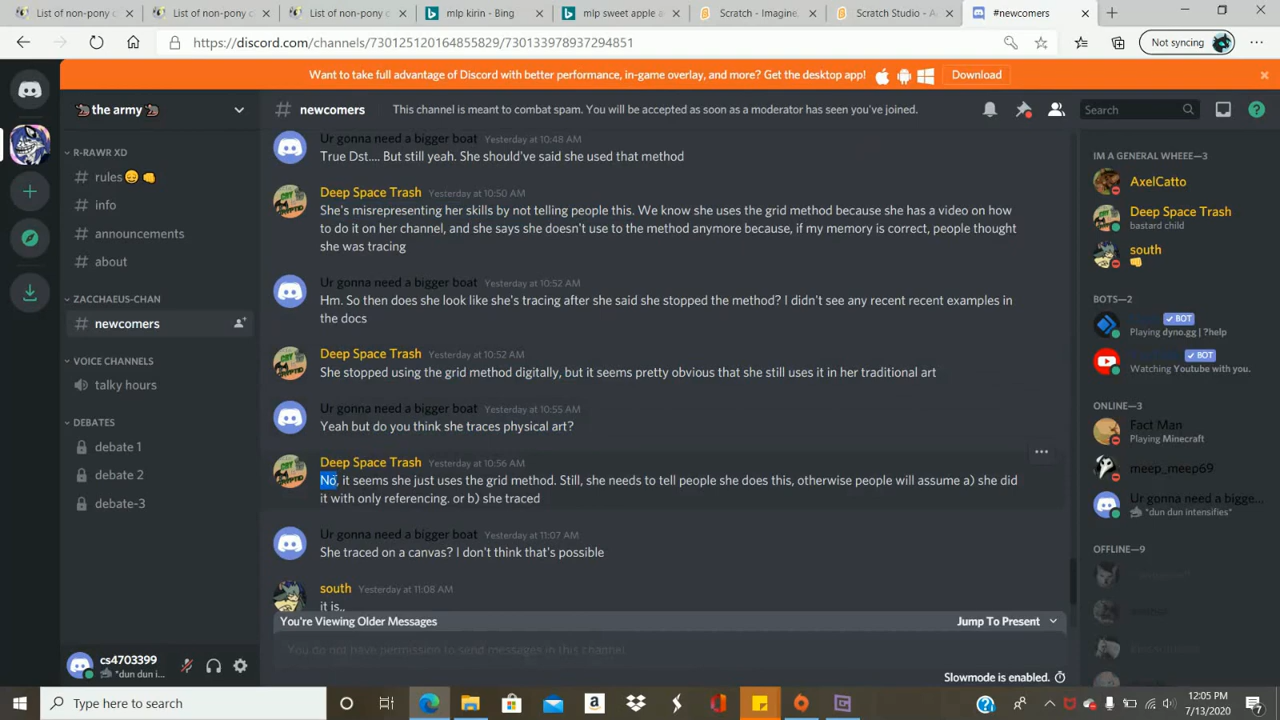 List of non-pony c
List of non-pony c
List of non-pony c
mlp kirin - Bing
mlp sweet apple a
Scratch - Imagine,
Scratch Studio - A
#newcomers
https://discord.com/channels/730125120164855829/730133978937294851
Not syncing
Want to take full advantage of Discord with better performance, in-game overlay, and more? Get the desktop app!
Download
the army
# newcomers
This channel is meant to combat spam. You will be accepted as soon as a moderator has seen you've joined.
Search
R-RAWR XD
# rules
# info
# announcements
# about
ZACCHAEUS-CHAN
# newcomers
VOICE CHANNELS
talky hours
DEBATES
debate 1
debate 2
debate-3
cs4703399
*dun dun i...
Ur gonna need a bigger boat Yesterday at 10:48 AM
True Dst.... But still yeah. She should've said she used that method
Deep Space Trash Yesterday at 10:50 AM
She's misrepresenting her skills by not telling people this. We know she uses the grid method because she has a video on how
to do it on her channel, and she says she doesn't use to the method anymore because, if my memory is correct, people thought
she was tracing
Ur gonna need a bigger boat Yesterday at 10:52 AM
Hm. So then does she look like she's tracing after she said she stopped the method? I didn't see any recent recent examples in
the docs
Deep Space Trash Yesterday at 10:52 AM
She stopped using the grid method digitally, but it seems pretty obvious that she still uses it in her traditional art
Ur gonna need a bigger boat Yesterday at 10:55 AM
Yeah but do you think she traces physical art?
Deep Space Trash Yesterday at 10:56 AM
No, it seems she just uses the grid method. Still, she needs to tell people she does this, otherwise people will assume a) she did
it with only referencing. or b) she traced
Ur gonna need a bigger boat Yesterday at 11:07 AM
She traced on a canvas? I don't think that's possible
south Yesterday at 11:08 AM
it is..
You're Viewing Older Messages
Jump To Present
You do not have permission to send messages in this channel
Slowmode is enabled.
IM A GENERAL WHEEE—3
AxelCatto
Deep Space Trash
bastard child
south
BOTS—2
BOT
Playing dyno.gg | ?help
BOT
Watching Youtube with you.
ONLINE—3
Fact Man
Playing Minecraft
meep_meep69
Ur gonna need a bigge...
*dun dun intensifies*
OFFLINE—9
Type here to search
12:05 PM
7/13/2020